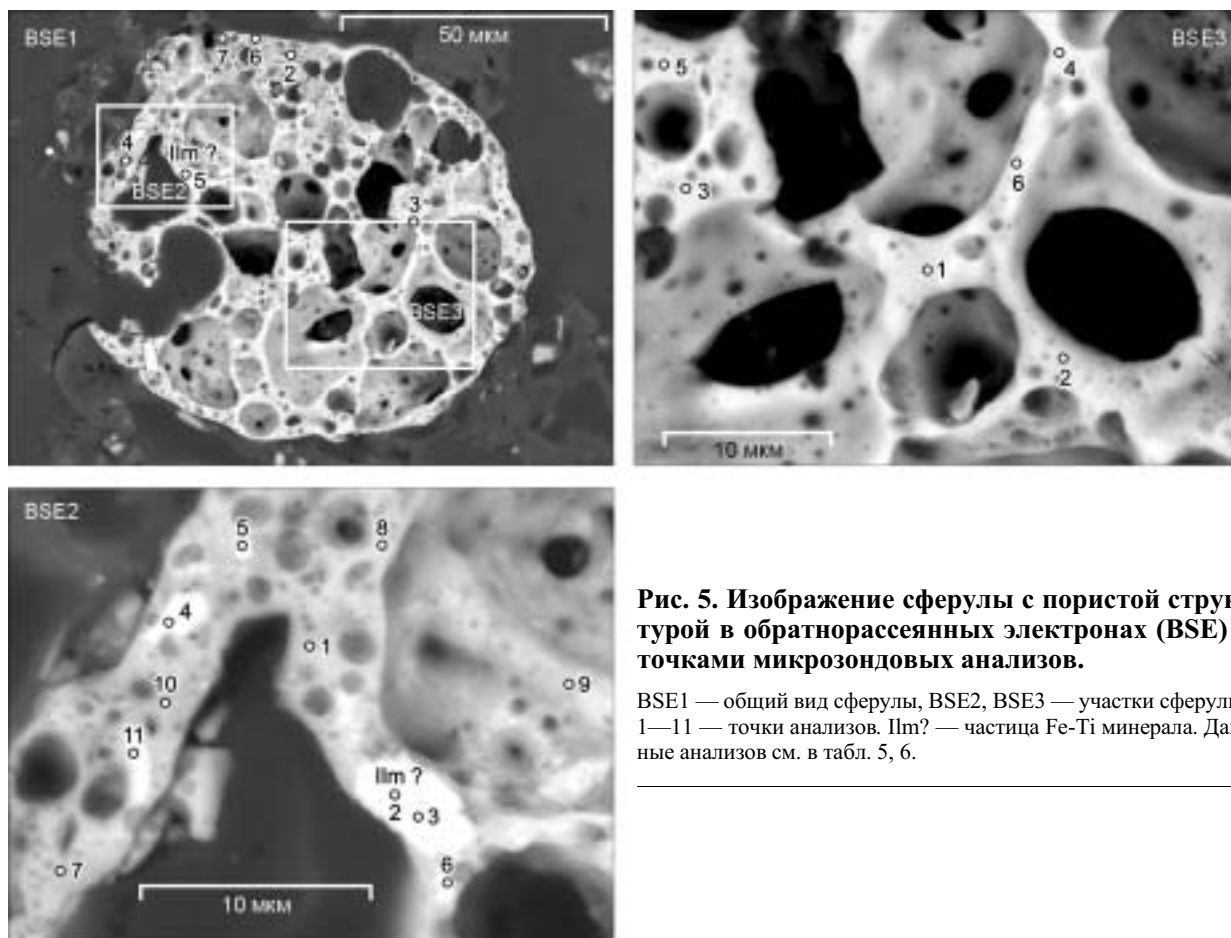 BSE1
50 мкм
7 6 2
4
Ilm ?
5
BSE2
3
BSE3
BSE3
5
4
3
6
1
2
10 мкм
BSE2
5 8
4
1
10
9
11
Ilm ?
2 3
7
6
10 мкм
Рис. 5. Изображение сферулы с пористой струк
турой в обратнорассеянных электронах (BSE)
точками микрозондовых анализов.
BSE1 — общий вид сферулы, BSE2, BSE3 — участки сферулы
1—11 — точки анализов. Ilm? — частица Fe-Ti минерала. Дан
ные анализов см. в табл. 5, 6.